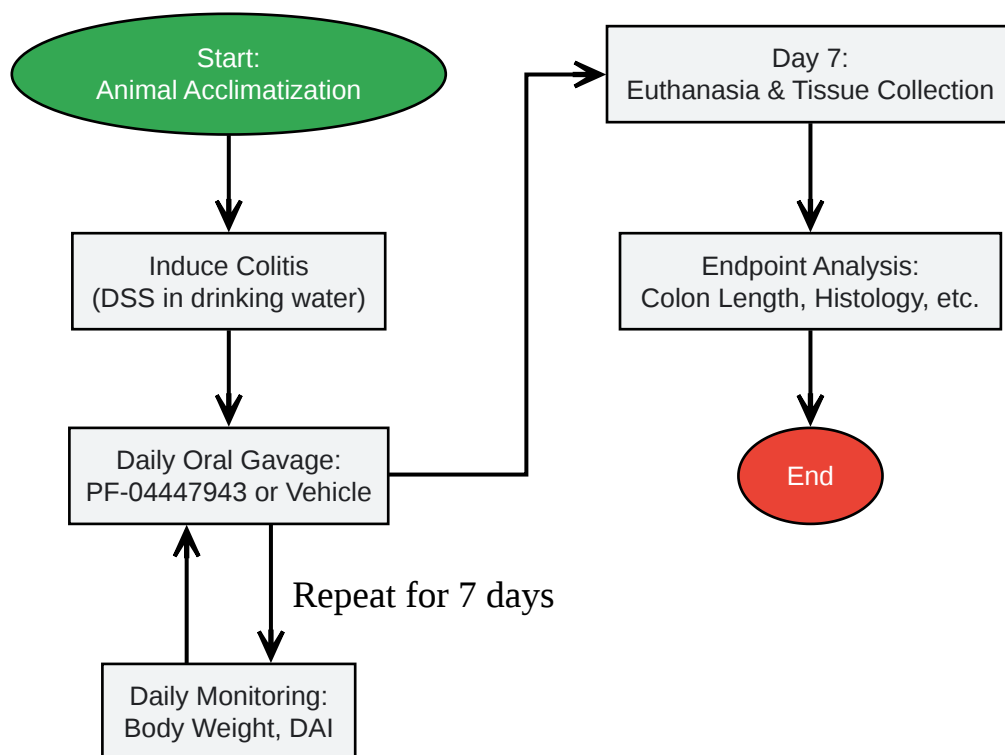 Start:
Animal Acclimatization
Induce Colitis
(DSS in drinking water)
Daily Oral Gavage:
PF-04447943 or Vehicle
Repeat for 7 days
Daily Monitoring:
Body Weight, DAI
Day 7:
Euthanasia & Tissue Collection
Endpoint Analysis:
Colon Length, Histology, etc.
End